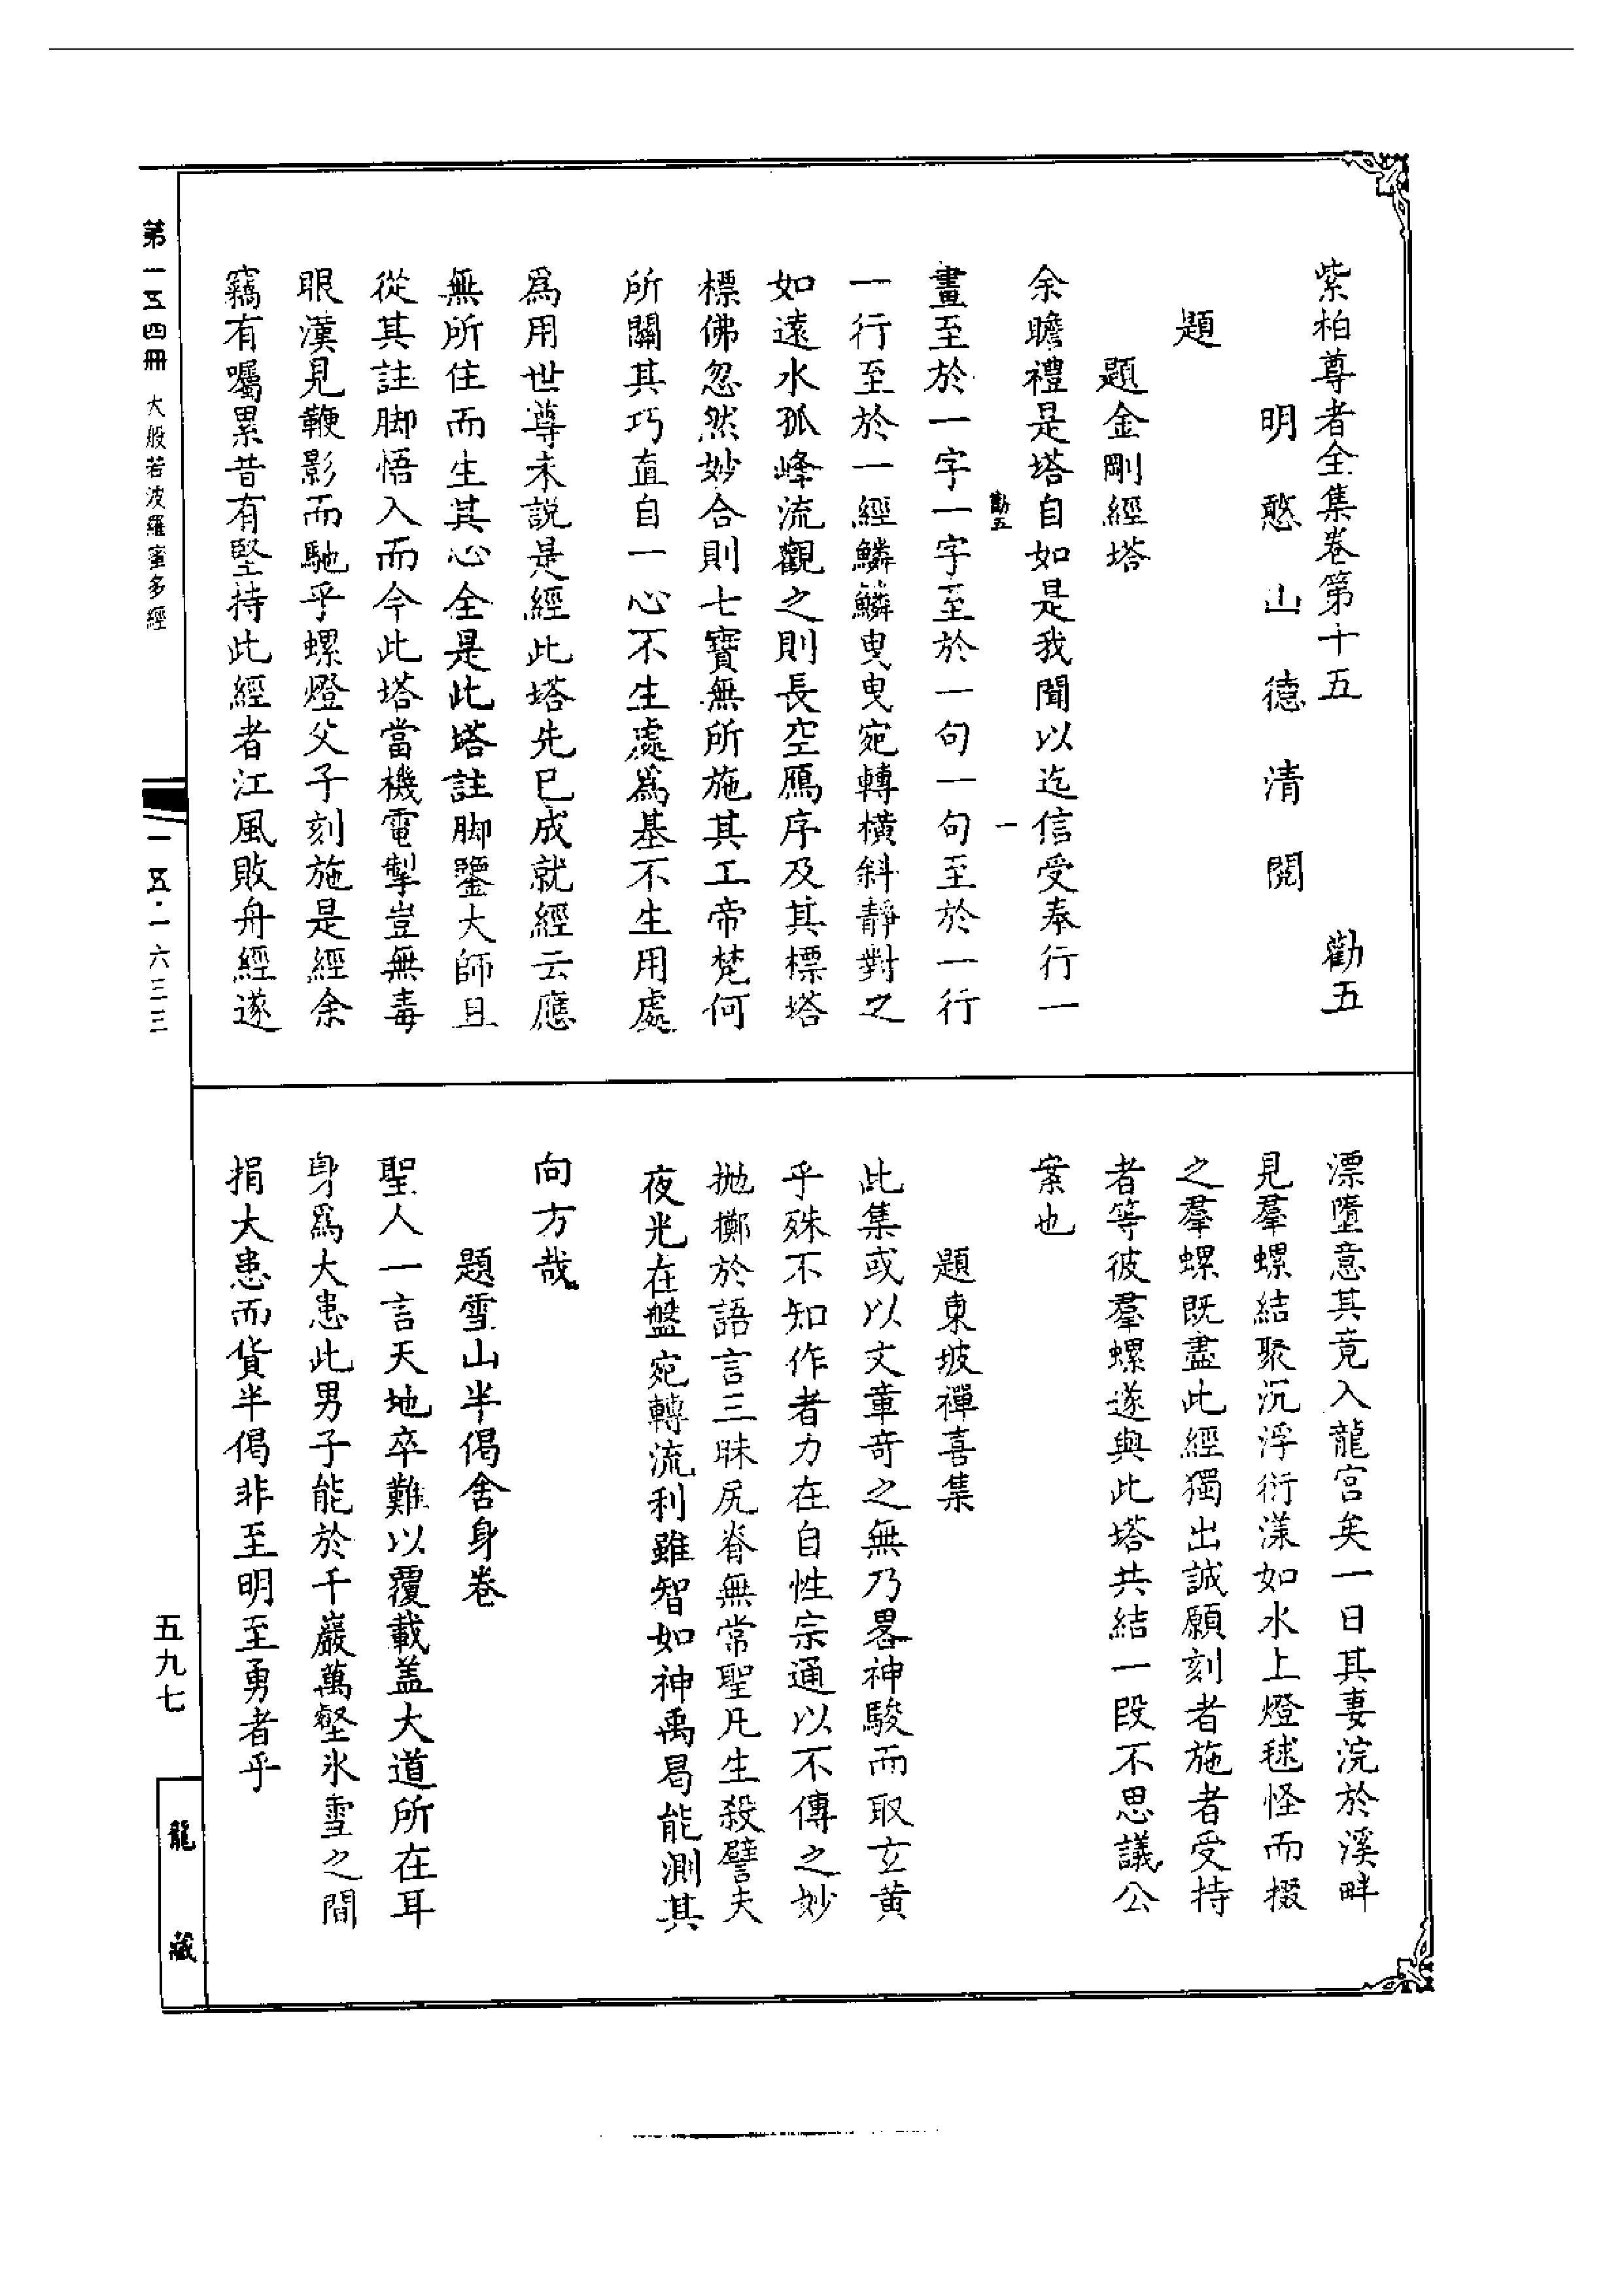 紫柏尊者全集卷第十五 勸五
明憨山德清閱
題
題金剛經塔
余瞻禮是塔自如是我聞以迄信受奉行一
勸五 一
畫至於一字一字至於一句一句至於一行
一行至於一經鱗鱗曳曳宛轉橫斜靜對之
如遠水孤峰流觀之則長空鴈序及其標塔
標佛忽然妙合則七寶無所施其工帝梵何
所關其巧直自一心不生處為基不生用處
為用世尊未說是經此塔先已成就經云應
無所住而生其心全是此塔註脚鑒大師且
從其註脚悟入而今此塔當機電掣豈無毒
眼漢見鞭影而馳乎螺燈父子刻施是經余
竊有囑累昔有堅持此經者江風敗舟經遂
漂墮意其竟入龍宮矣一日其妻浣於溪畔
見羣螺結聚沉浮衍漾如水上燈毬怪而掇
之羣螺既盡此經獨出誠願刻者施者受持
者等彼羣螺遂與此塔共結一段不思議公
案也
題東坡禪喜集
此集或以文章奇之無乃畧神駿而取玄黃
乎殊不知作者力在自性宗通以不傳之妙
拋擲於語言三昧尻脊無常聖凡生殺譬夫
夜光在盤宛轉流利雖智如神禹曷能測其
向方哉
題雪山半偈舍身卷
聖人一言天地卒難以覆載盖大道所在耳
身為大患此男子能於千巖萬壑氷雪之間
捐大患而貨半偈非至明至勇者乎
第一五四冊 大般若波羅蜜多經
一五·一六三三
五九七
龍藏